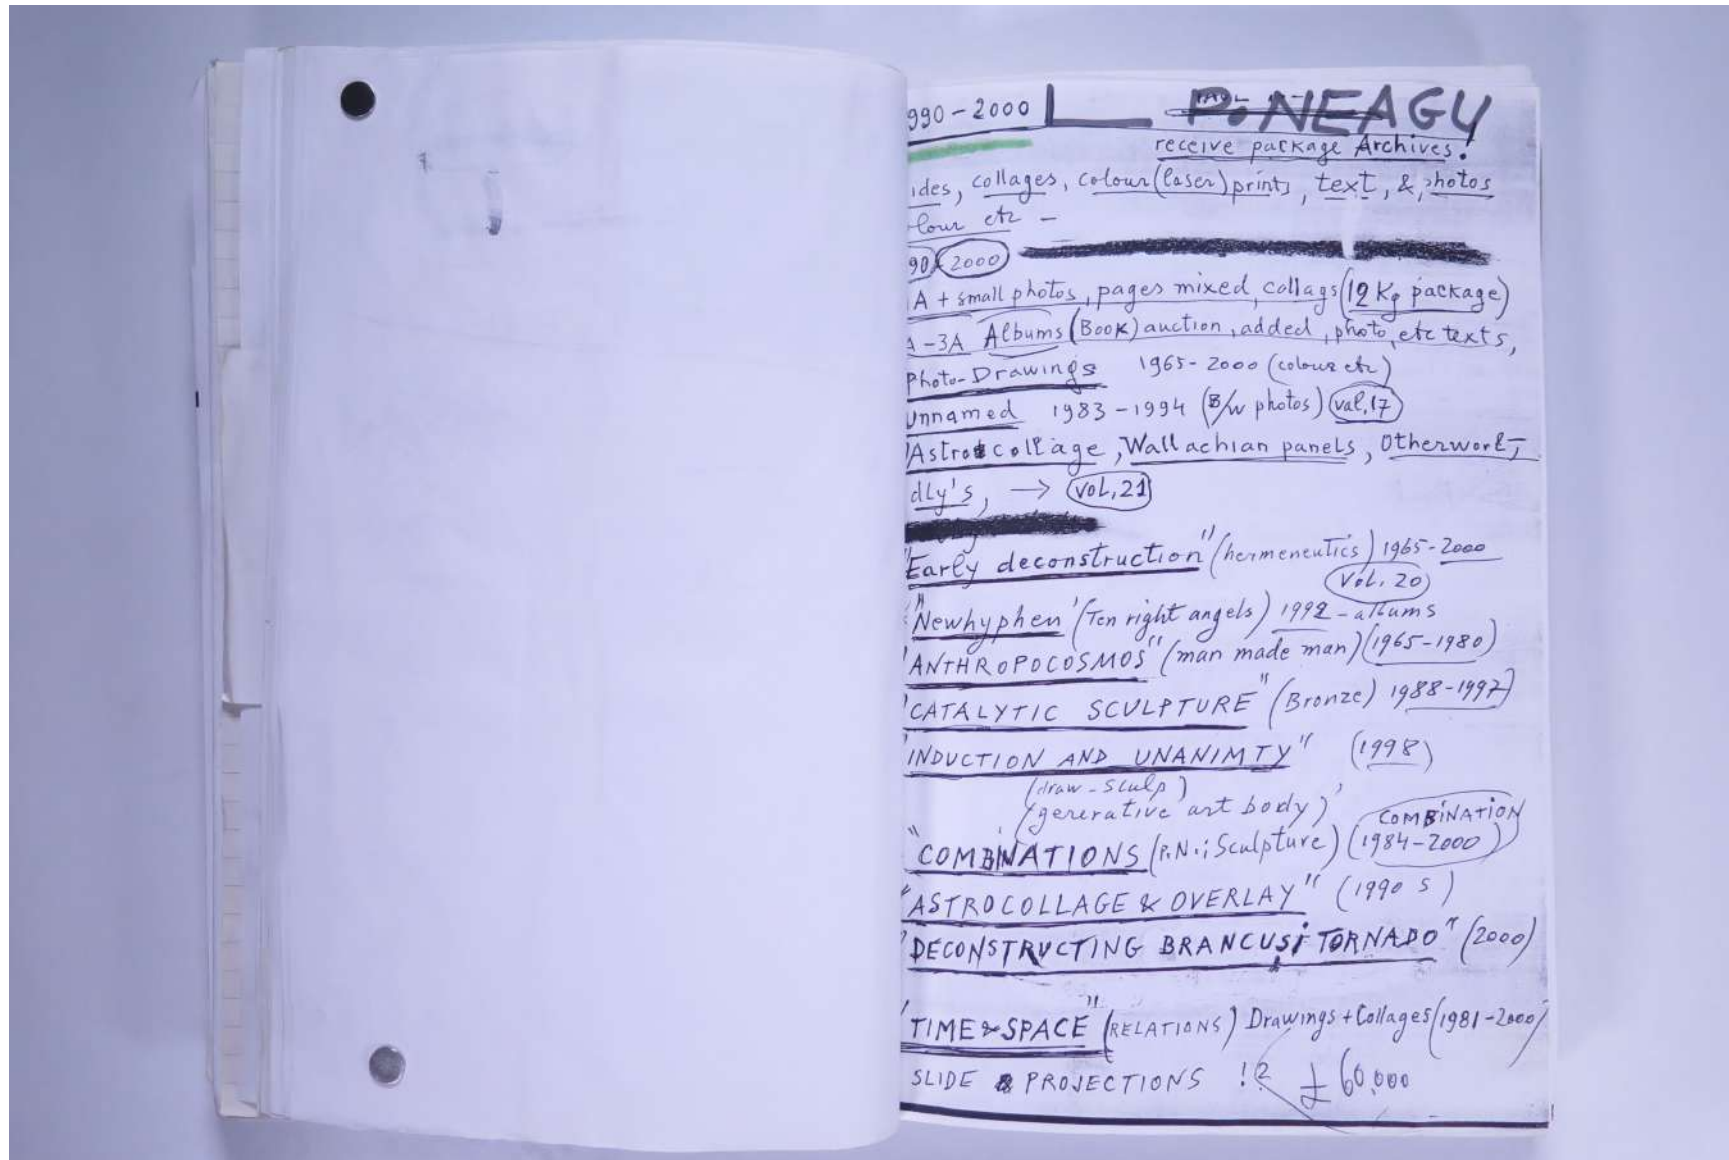 990-2000 L P. NEAGU
receive package Archives!
ides, collages, colour (laser) prints, text, & photos
lour etc -
90 2000
A + small photos, pages mixed, collags (12 Kg package)
A-3A Albums (Book) auction, added, photo, etc texts,
Photo-Drawings 1965-2000 (colour etc)
Unnamed 1983-1994 (B/W photos) val,17
Astrocollage, Wallachian panels, Otherworl-
dly's, → vol,21
"Early deconstruction" (hermeneutics) 1965-2000
Vol. 20
"Newhyphen' (Ten right angels) 1992 - albums
'ANTHROPOCOSMOS" (man made man) (1965-1980)
'CATALYTIC SCULPTURE" (Bronze) 1988-1997)
'INDUCTION AND UNANIMTY" (1998)
(draw-sculp)
(generative art body)'
COMBINATION
"COMBINATIONS (P.N.; Sculpture) (1984-2000)
"ASTROCOLLAGE & OVERLAY" (1990 s)
'DECONSTRUCTING BRANCUSi TORNADO" (2000)
'TIME & SPACE" (RELATIONS) Drawings + Collages (1981-2000)
SLIDE & PROJECTIONS !? £ 60,000